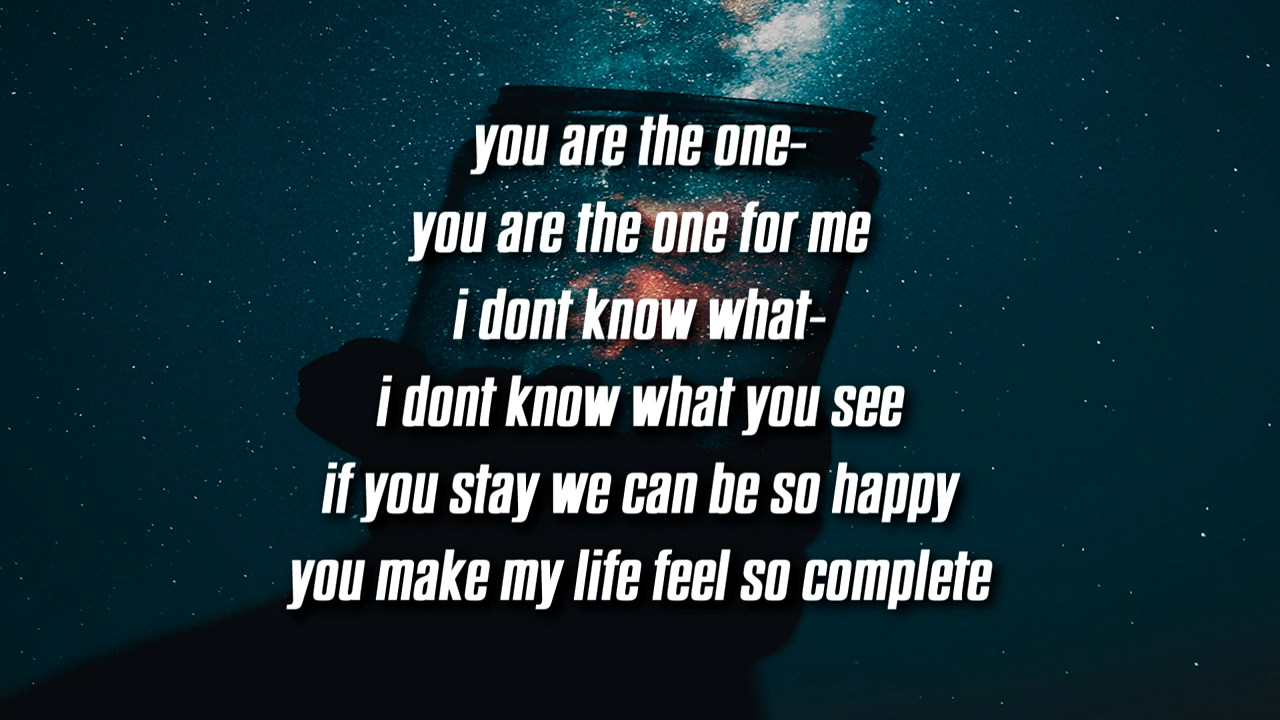 you are the one-
you are the one for me
i dont know what-
i dont know what you see
if you stay we can be so happy
you make my life feel so complete